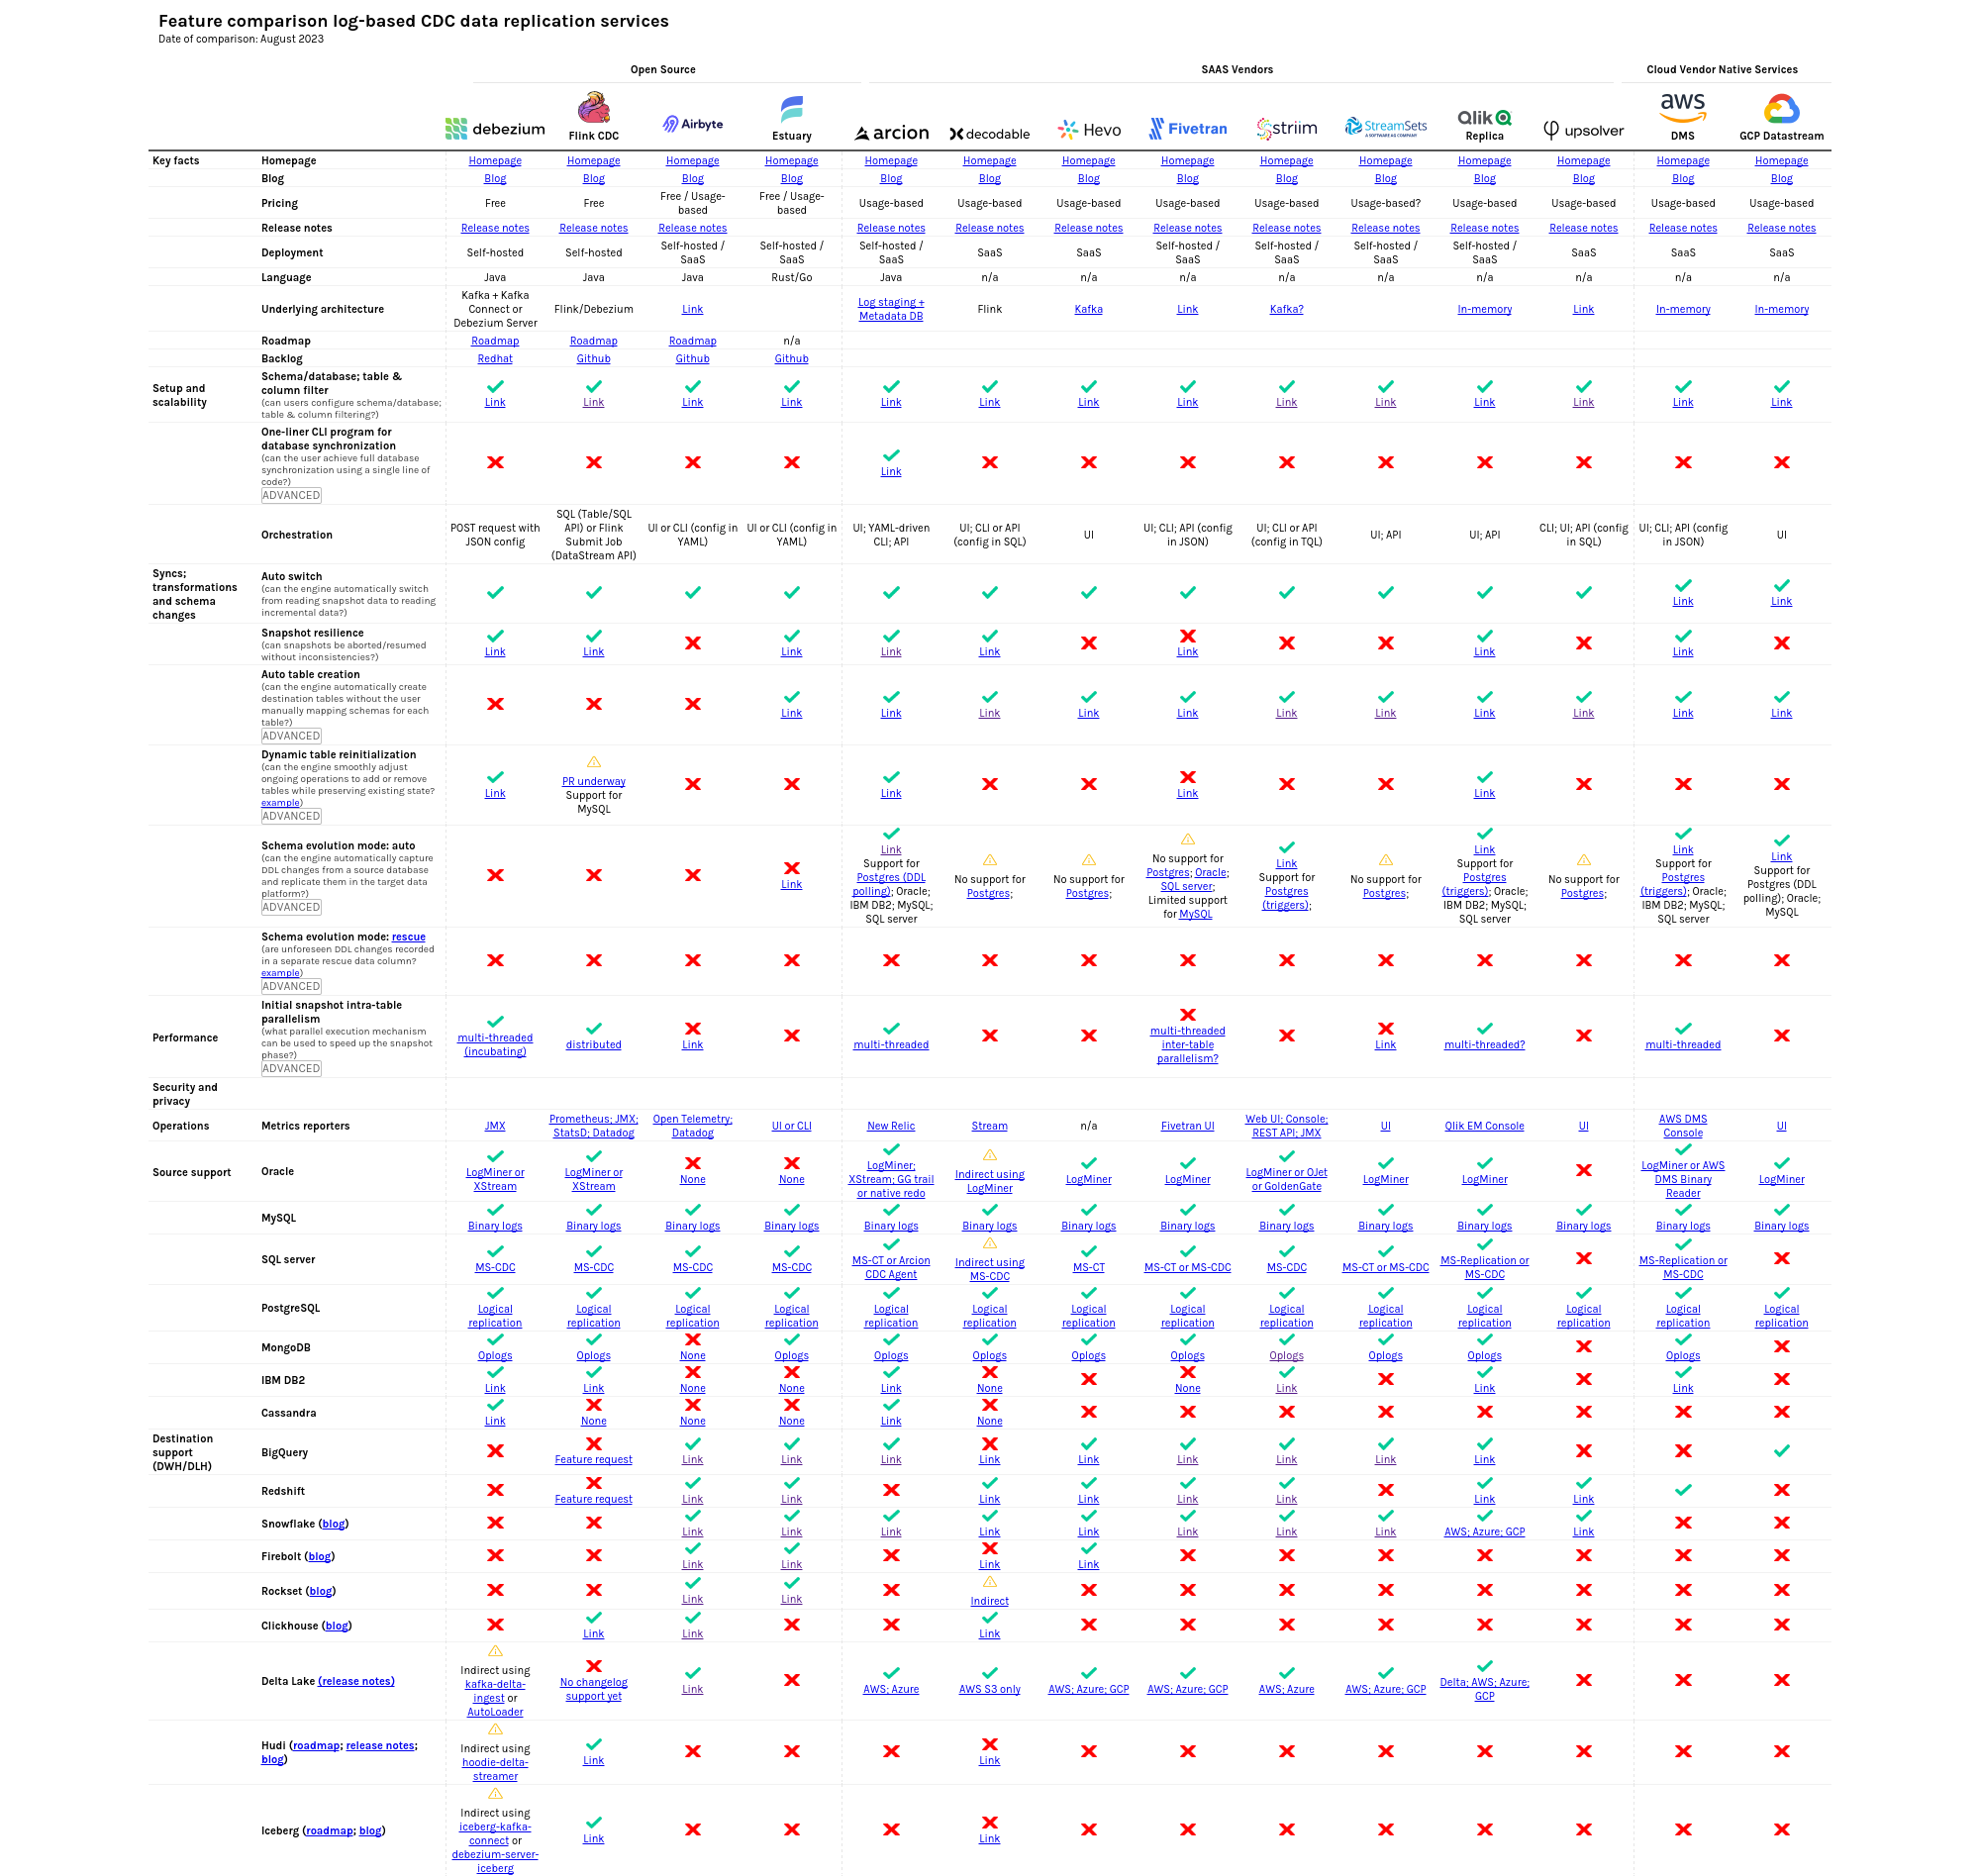 Feature comparison log-based CDC data replication services
Date of comparison: August 2023
Open Source SAAS Vendors Cloud Vendor Native Services
debezium Flink CDC Airbyte Estuary arcion decodable Hevo Fivetran striim StreamSets Qlik Replica upsolver aws DMS GCP Datastream
A SOFTWARE AG COMPANY
Key facts Homepage Homepage Homepage Homepage Homepage Homepage Homepage Homepage Homepage Homepage Homepage Homepage Homepage Homepage Homepage
Blog Blog Blog Blog Blog Blog Blog Blog Blog Blog Blog Blog Blog Blog Blog
Pricing Free Free Free / Usage-based Free / Usage-based Usage-based Usage-based Usage-based Usage-based Usage-based Usage-based? Usage-based Usage-based Usage-based Usage-based
Release notes Release notes Release notes Release notes Release notes Release notes Release notes Release notes Release notes Release notes Release notes Release notes Release notes Release notes
Deployment Self-hosted Self-hosted Self-hosted / SaaS Self-hosted / SaaS Self-hosted / SaaS SaaS SaaS Self-hosted / SaaS Self-hosted / SaaS Self-hosted / SaaS Self-hosted / SaaS SaaS SaaS SaaS
Language Java Java Java Rust/Go Java n/a n/a n/a n/a n/a n/a n/a n/a n/a
Underlying architecture Kafka + Kafka Connect or Debezium Server Flink/Debezium Link Log staging + Metadata DB Flink Kafka Link Kafka? In-memory Link In-memory In-memory
Roadmap Roadmap Roadmap Roadmap n/a
Backlog Redhat Github Github Github
Setup and scalability Schema/database; table & column filter
(can users configure schema/database; table & column filtering?)
Link Link Link Link Link Link Link Link Link Link Link Link Link Link
One-liner CLI program for database synchronization
(can the user achieve full database synchronization using a single line of code?)
ADVANCED
Link
Orchestration POST request with JSON config SQL (Table/SQL API) or Flink Submit Job (DataStream API) UI or CLI (config in YAML) UI or CLI (config in YAML) UI; YAML-driven CLI; API UI; CLI or API (config in SQL) UI UI; CLI; API (config in JSON) UI; CLI or API (config in TQL) UI; API UI; API CLI; UI; API (config in SQL) UI; CLI; API (config in JSON) UI
Syncs; transformations and schema changes Auto switch
(can the engine automatically switch from reading snapshot data to reading incremental data?)
Link Link
Snapshot resilience
(can snapshots be aborted/resumed without inconsistencies?)
Link Link Link Link Link Link Link Link
Auto table creation
(can the engine automatically create destination tables without the user manually mapping schemas for each table?)
ADVANCED
Link Link Link Link Link Link Link Link Link Link Link
Dynamic table reinitialization
(can the engine smoothly adjust ongoing operations to add or remove tables while preserving existing state? example)
ADVANCED
Link PR underway Support for MySQL Link Link Link
Schema evolution mode: auto
(can the engine automatically capture DDL changes from a source database and replicate them in the target data platform?)
ADVANCED
Link
Link Support for Postgres (DDL polling); Oracle; IBM DB2; MySQL; SQL server
No support for Postgres;
No support for Postgres;
No support for Postgres; Oracle; SQL server; Limited support for MySQL
Link Support for Postgres (triggers);
No support for Postgres;
Link Support for Postgres (triggers); Oracle; IBM DB2; MySQL; SQL server
No support for Postgres;
Link Support for Postgres (triggers); Oracle; IBM DB2; MySQL; SQL server
Link Support for Postgres (DDL polling); Oracle; MySQL
Schema evolution mode: rescue
(are unforeseen DDL changes recorded in a separate rescue data column? example)
ADVANCED
Performance Initial snapshot intra-table parallelism
(what parallel execution mechanism can be used to speed up the snapshot phase?)
ADVANCED
multi-threaded (incubating) distributed Link multi-threaded multi-threaded inter-table parallelism? Link multi-threaded? multi-threaded
Security and privacy
Operations Metrics reporters JMX Prometheus; JMX; StatsD; Datadog Open Telemetry; Datadog UI or CLI New Relic Stream n/a Fivetran UI Web UI; Console; REST API; JMX UI Qlik EM Console UI AWS DMS Console UI
Source support Oracle LogMiner or XStream LogMiner or XStream None None LogMiner; XStream; GG trail or native redo Indirect using LogMiner LogMiner LogMiner LogMiner or OJet or GoldenGate LogMiner LogMiner LogMiner or AWS DMS Binary Reader LogMiner
MySQL Binary logs Binary logs Binary logs Binary logs Binary logs Binary logs Binary logs Binary logs Binary logs Binary logs Binary logs Binary logs Binary logs Binary logs
SQL server MS-CDC MS-CDC MS-CDC MS-CDC MS-CT or Arcion CDC Agent Indirect using MS-CDC MS-CT MS-CT or MS-CDC MS-CDC MS-CT or MS-CDC MS-Replication or MS-CDC MS-Replication or MS-CDC
PostgreSQL Logical replication Logical replication Logical replication Logical replication Logical replication Logical replication Logical replication Logical replication Logical replication Logical replication Logical replication Logical replication Logical replication Logical replication
MongoDB Oplogs Oplogs None Oplogs Oplogs Oplogs Oplogs Oplogs Oplogs Oplogs Oplogs Oplogs
IBM DB2 Link Link None None Link None None Link Link Link
Cassandra Link None None None Link None
Destination support (DWH/DLH) BigQuery Feature request Link Link Link Link Link Link Link Link Link
Redshift Feature request Link Link Link Link Link Link Link Link
Snowflake (blog) Link Link Link Link Link Link Link Link AWS; Azure; GCP Link
Firebolt (blog) Link Link Link Link
Rockset (blog) Link Link Indirect
Clickhouse (blog) Link Link Link
Delta Lake (release notes) Indirect using kafka-delta-ingest or AutoLoader No changelog support yet Link AWS; Azure AWS S3 only AWS; Azure; GCP AWS; Azure; GCP AWS; Azure AWS; Azure; GCP Delta; AWS; Azure; GCP
Hudi (roadmap; release notes; blog) Indirect using hoodie-delta-streamer Link Link
Iceberg (roadmap; blog) Indirect using iceberg-kafka-connect or debezium-server-iceberg Link Link